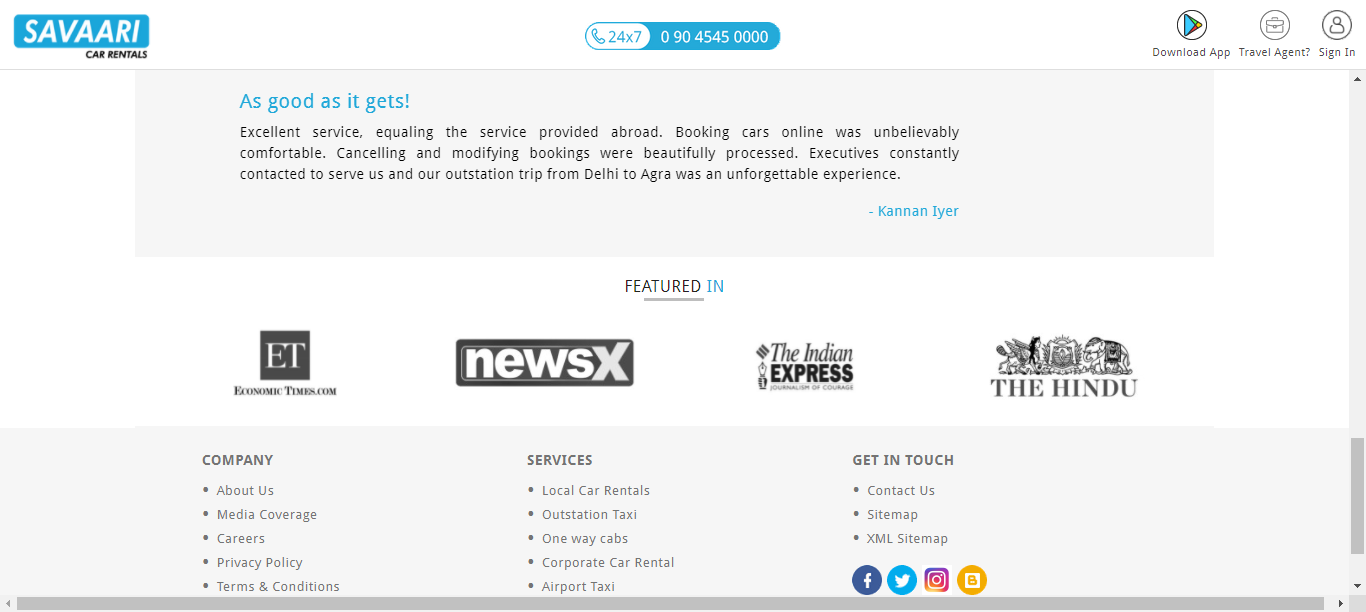 SAVAARI
CAR RENTALS
24x7 0 90 4545 0000
Download App
Travel Agent?
Sign In
As good as it gets!
Excellent service, equaling the service provided abroad. Booking cars online was unbelievably
comfortable. Cancelling and modifying bookings were beautifully processed. Executives constantly
contacted to serve us and our outstation trip from Delhi to Agra was an unforgettable experience.
- Kannan Iyer
FEATURED IN
ET
ECONOMIC TIMES.COM
newsX
The Indian
EXPRESS
JOURNALISM OF COURAGE
THE HINDU
COMPANY
• About Us
• Media Coverage
• Careers
• Privacy Policy
• Terms & Conditions
SERVICES
• Local Car Rentals
• Outstation Taxi
• One way cabs
• Corporate Car Rental
• Airport Taxi
GET IN TOUCH
• Contact Us
• Sitemap
• XML Sitemap